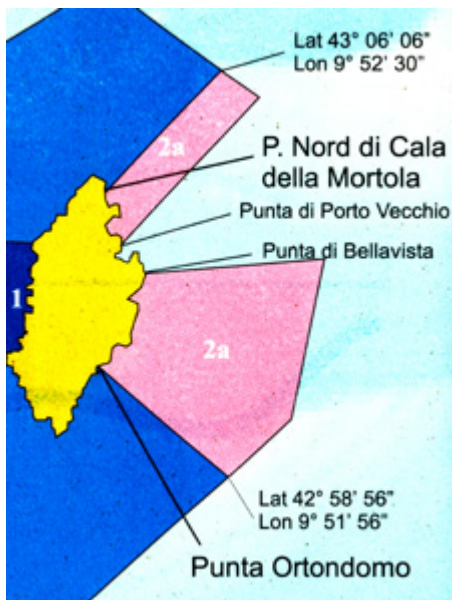 Lat 43° 06' 06"
Lon 9° 52' 30"
2a
P. Nord di Cala
della Mortola
Punta di Porto Vecchio
Punta di Bellavista
1
2a
Lat 42° 58' 56"
Lon 9° 51' 56"
Punta Ortondomo